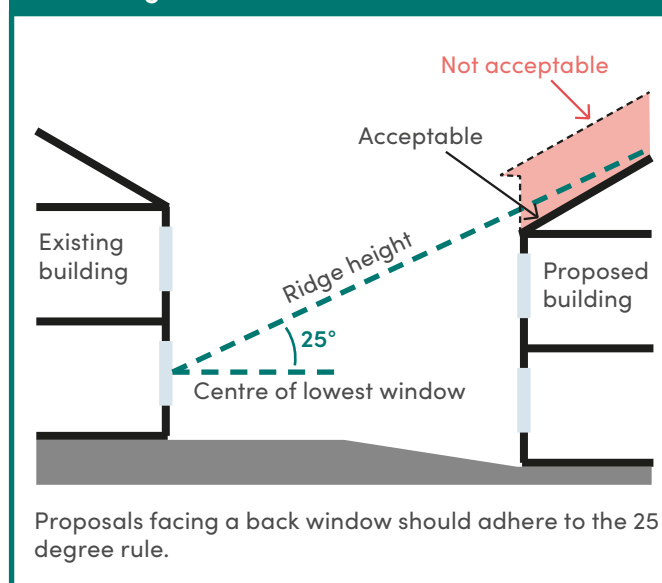 Not acceptable
Acceptable
Existing
building
Ridge height
Proposed
building
25°
Centre of lowest window
Proposals facing a back window should adhere to the 25
degree rule.